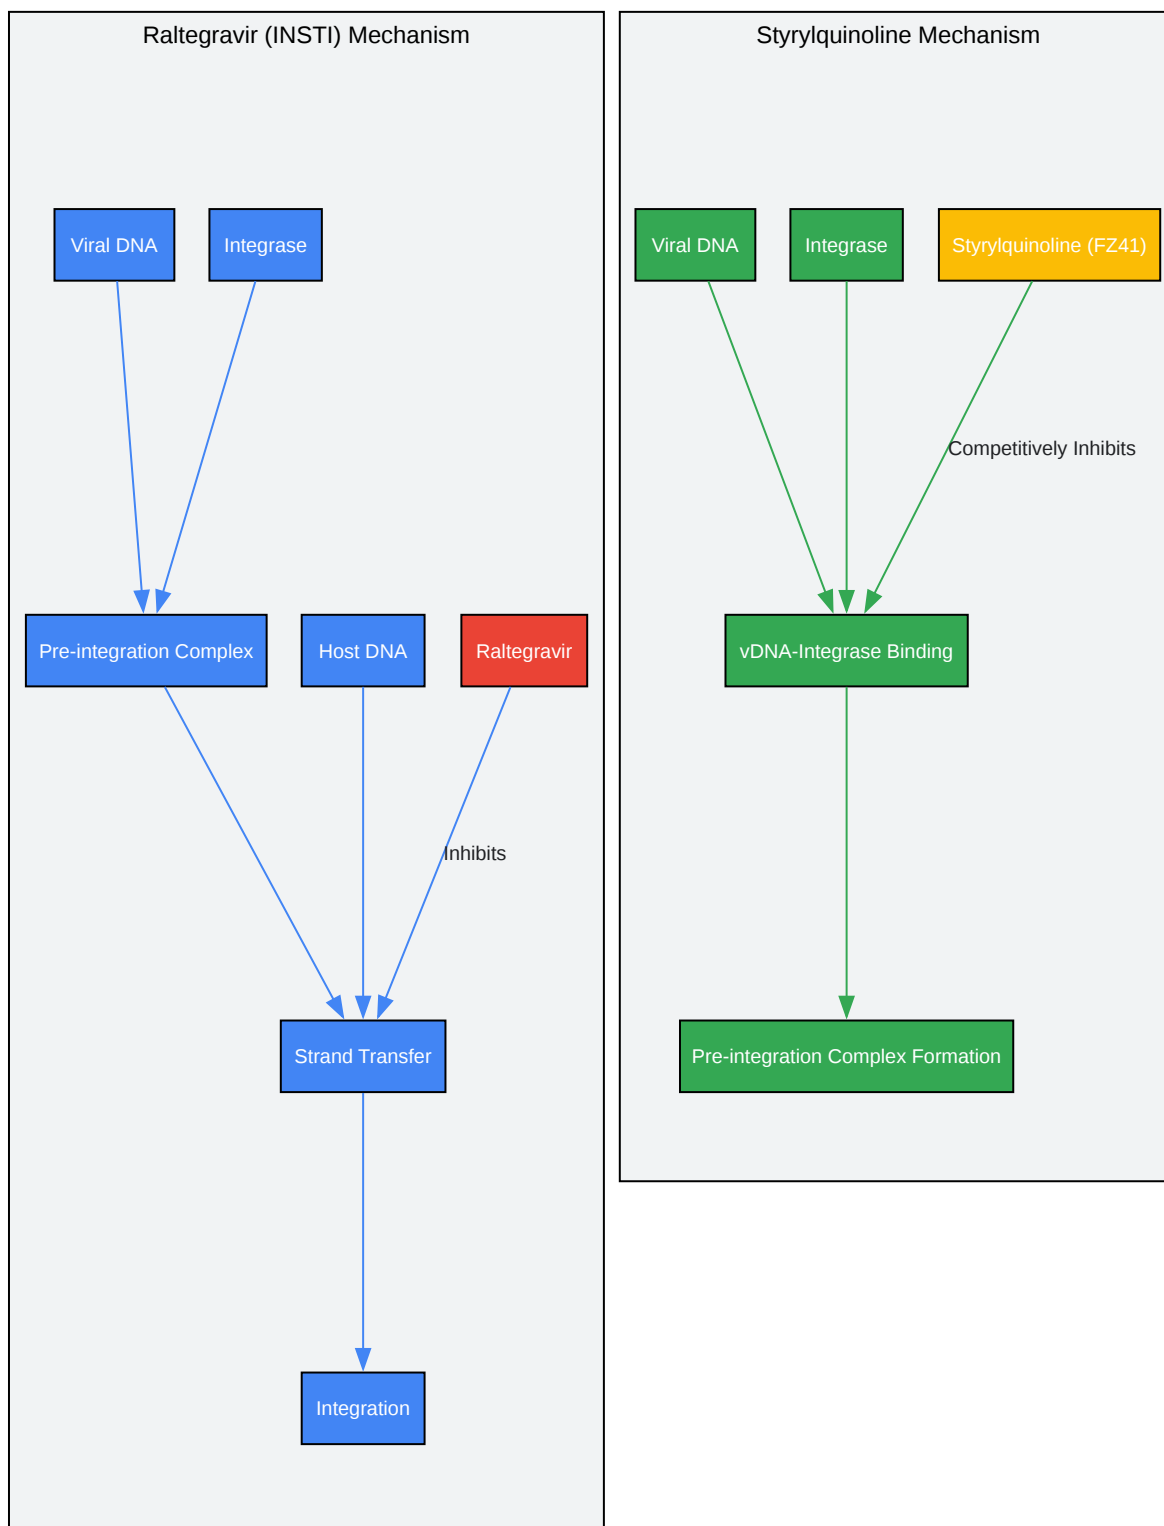 Raltegravir (INSTI) Mechanism
Viral DNA
Integrase
Pre-integration Complex
Host DNA
Raltegravir
Inhibits
Strand Transfer
Integration
Styrylquinoline Mechanism
Viral DNA
Integrase
Styrylquinoline (FZ41)
Competitively Inhibits
vDNA-Integrase Binding
Pre-integration Complex Formation